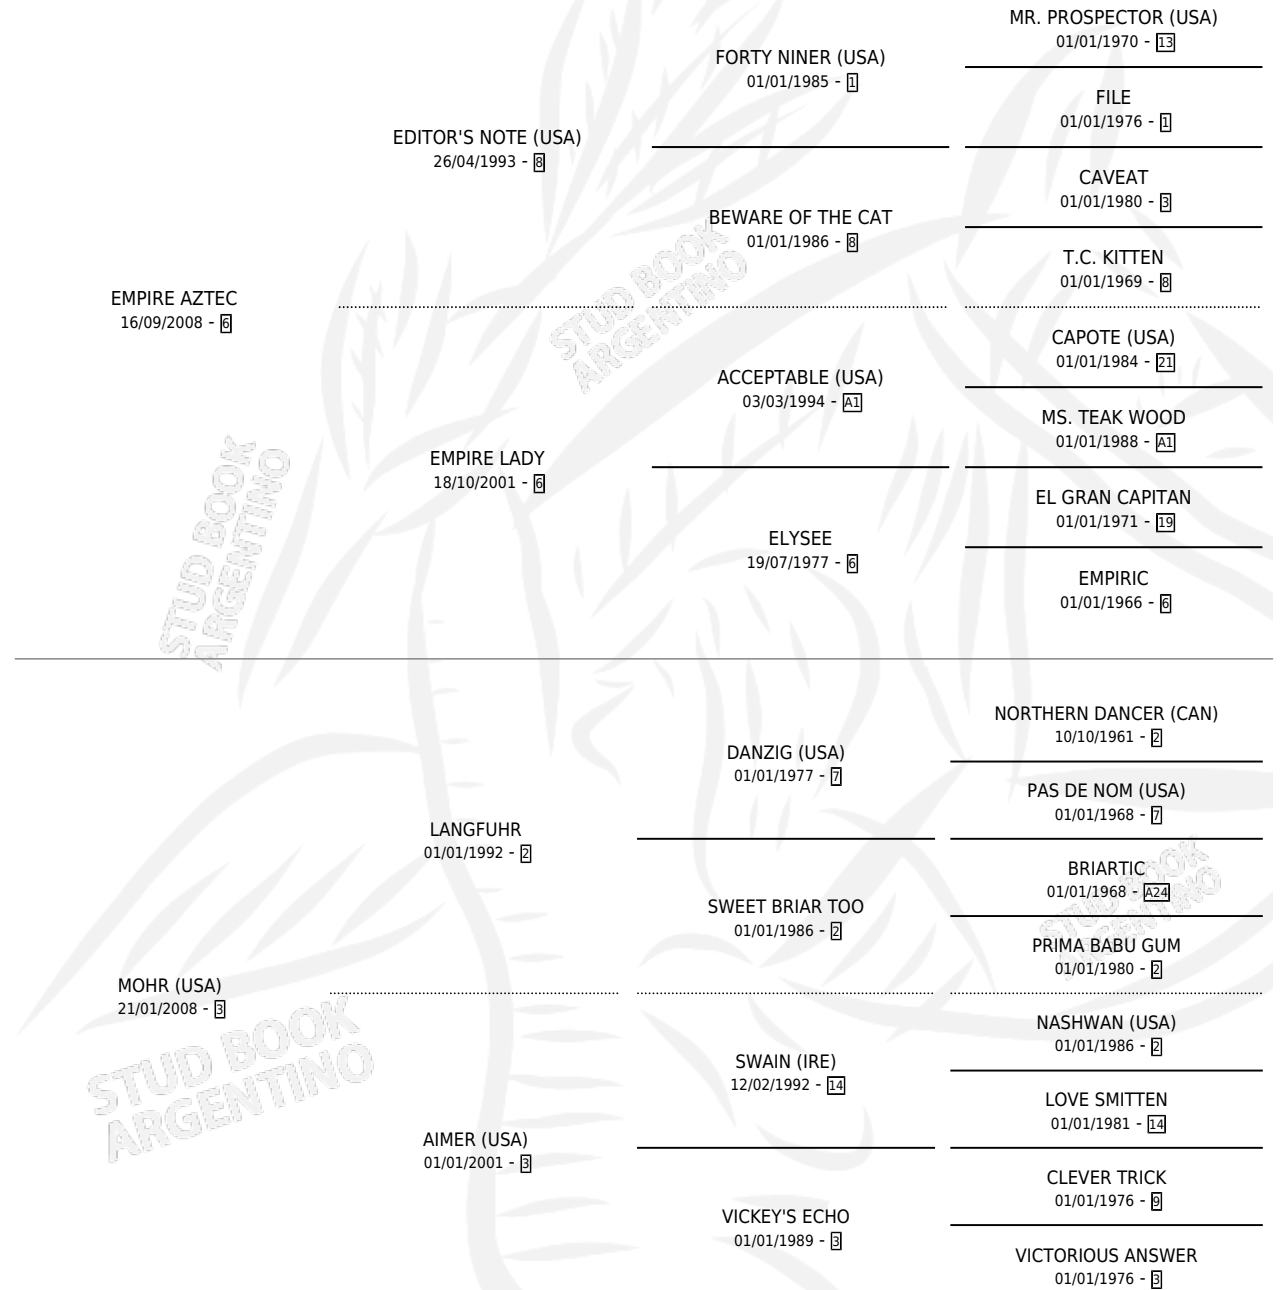 MR. PROSPECTOR (USA)
01/01/1970 - 13
FORTY NINER (USA)
01/01/1985 - 1
FILE
01/01/1976 - 1
EDITOR'S NOTE (USA)
26/04/1993 - 8
CAVEAT
01/01/1980 - 3
BEWARE OF THE CAT
01/01/1986 - 8
T.C. KITTEN
01/01/1969 - 8
EMPIRE AZTEC
16/09/2008 - 6
STUD BOOK
ARGENTINO
CAPOTE (USA)
01/01/1984 - 21
ACCEPTABLE (USA)
03/03/1994 - A1
MS. TEAK WOOD
01/01/1988 - A1
EMPIRE LADY
18/10/2001 - 6
EL GRAN CAPITAN
01/01/1971 - 19
ELYSEE
19/07/1977 - 6
EMPIRIC
01/01/1966 - 6
STUD BOOK
ARGENTINO
NORTHERN DANCER (CAN)
10/10/1961 - 2
DANZIG (USA)
01/01/1977 - 7
PAS DE NOM (USA)
01/01/1968 - 7
LANGFUHR
01/01/1992 - 2
BRIARTIC
01/01/1968 - A24
SWEET BRIAR TOO
01/01/1986 - 2
STUD BOOK
ARGENTINO
PRIMA BABU GUM
01/01/1980 - 2
MOHR (USA)
21/01/2008 - 3
STUD BOOK
ARGENTINO
NASHWAN (USA)
01/01/1986 - 2
SWAIN (IRE)
12/02/1992 - 14
LOVE SMITTEN
01/01/1981 - 14
AIMER (USA)
01/01/2001 - 3
CLEVER TRICK
01/01/1976 - 9
VICKEY'S ECHO
01/01/1989 - 3
VICTORIOUS ANSWER
01/01/1976 - 3